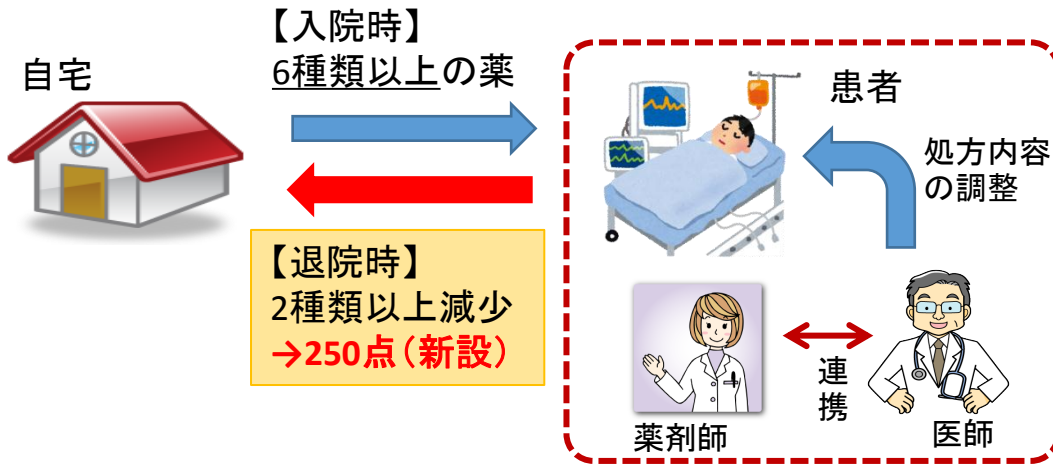 自宅
【入院時】
6種類以上の薬
【退院時】
2種類以上減少
→250点（新設）
患者
処方内容
の調整
連
携
薬剤師
医師